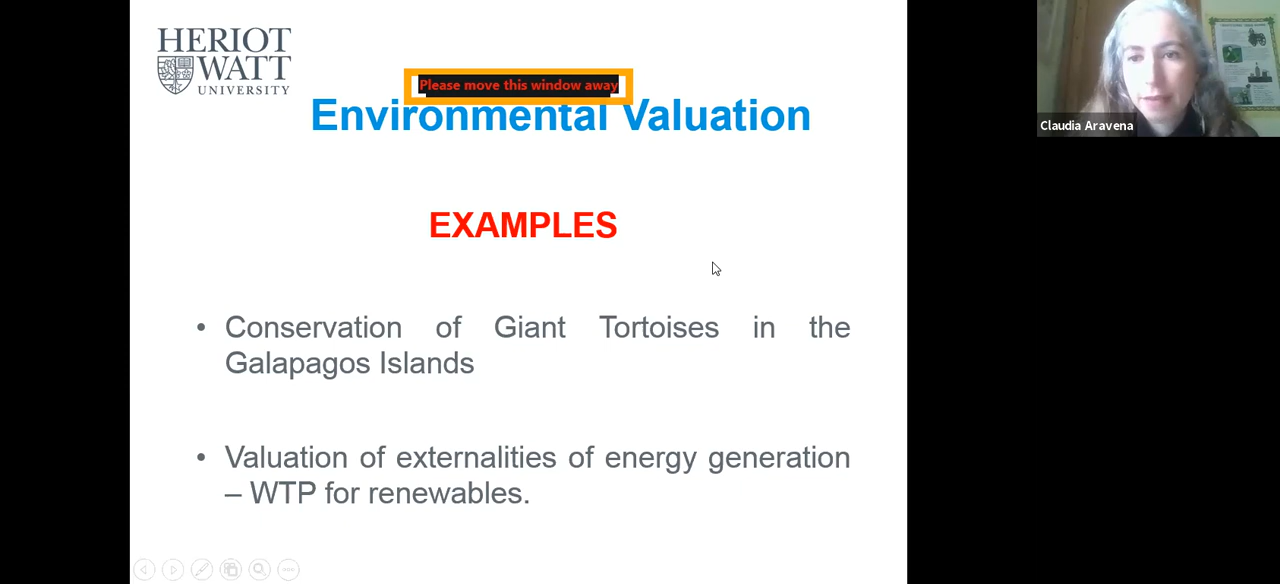 HERIOT
WATT
UNIVERSITY
Please move this window away
Environmental Valuation
EXAMPLES
• Conservation of Giant Tortoises in the
Galapagos Islands
• Valuation of externalities of energy generation
– WTP for renewables.
Claudia Aravena